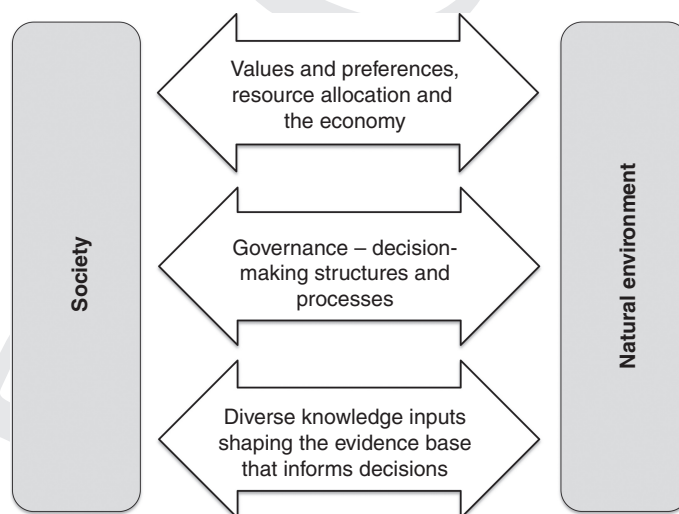 Society
Values and preferences,
resource allocation and
the economy
Governance – decision-
making structures and
processes
Diverse knowledge inputs
shaping the evidence base
that informs decisions
Natural environment